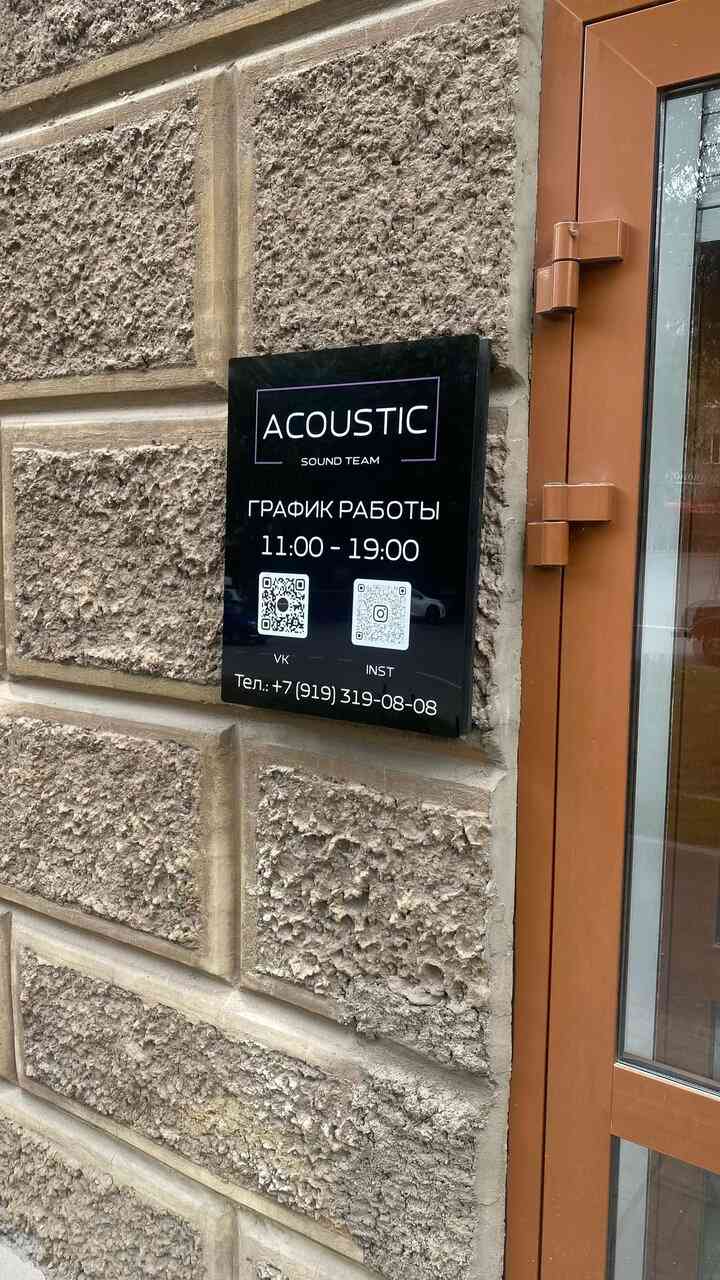 ACOUSTIC
SOUND TEAM
ГРАФИК РАБОТЫ
11:00 - 19:00
VK
INST
Тел.: +7 (919) 319-08-08